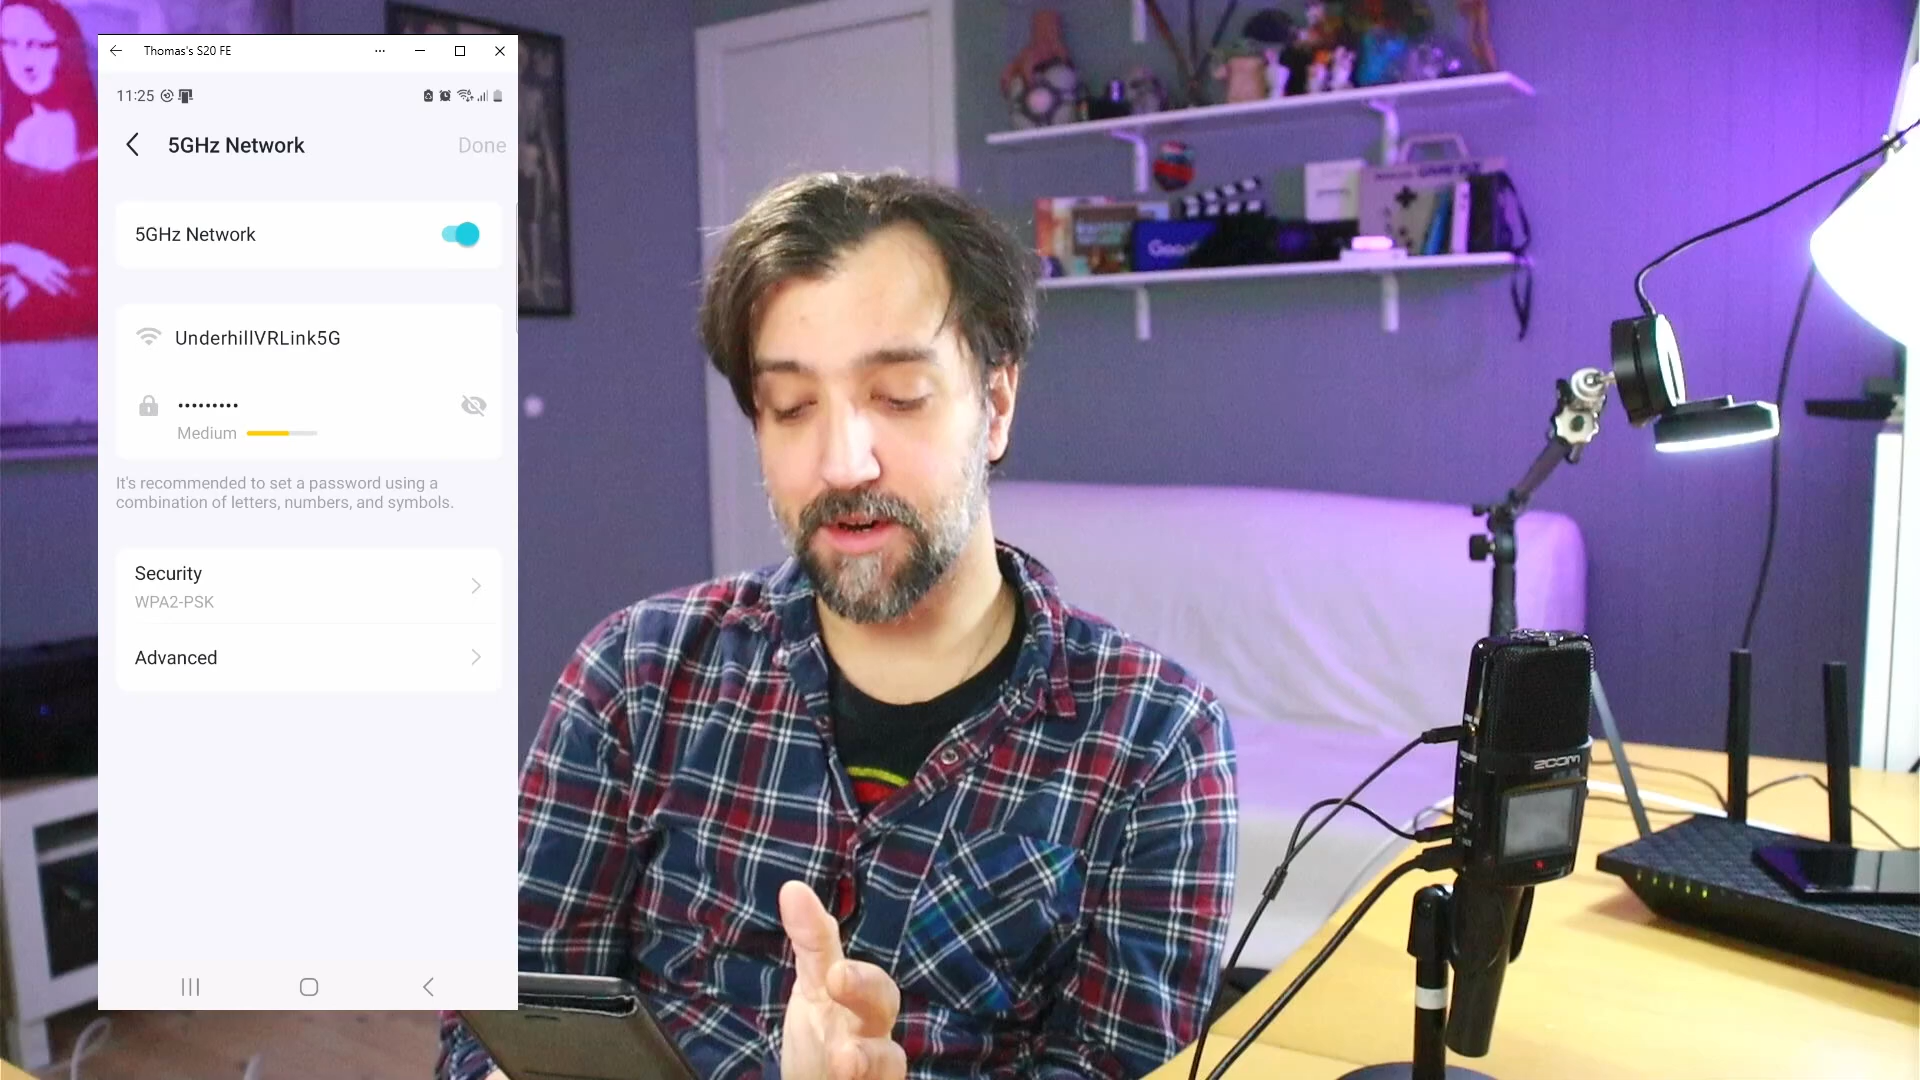 Thomas's S20 FE
11:25
5GHz Network
Done
5GHz Network
UnderhillVRLink5G
•••••••••
Medium
It's recommended to set a password using a
combination of letters, numbers, and symbols.
Security
WPA2-PSK
Advanced
zoom